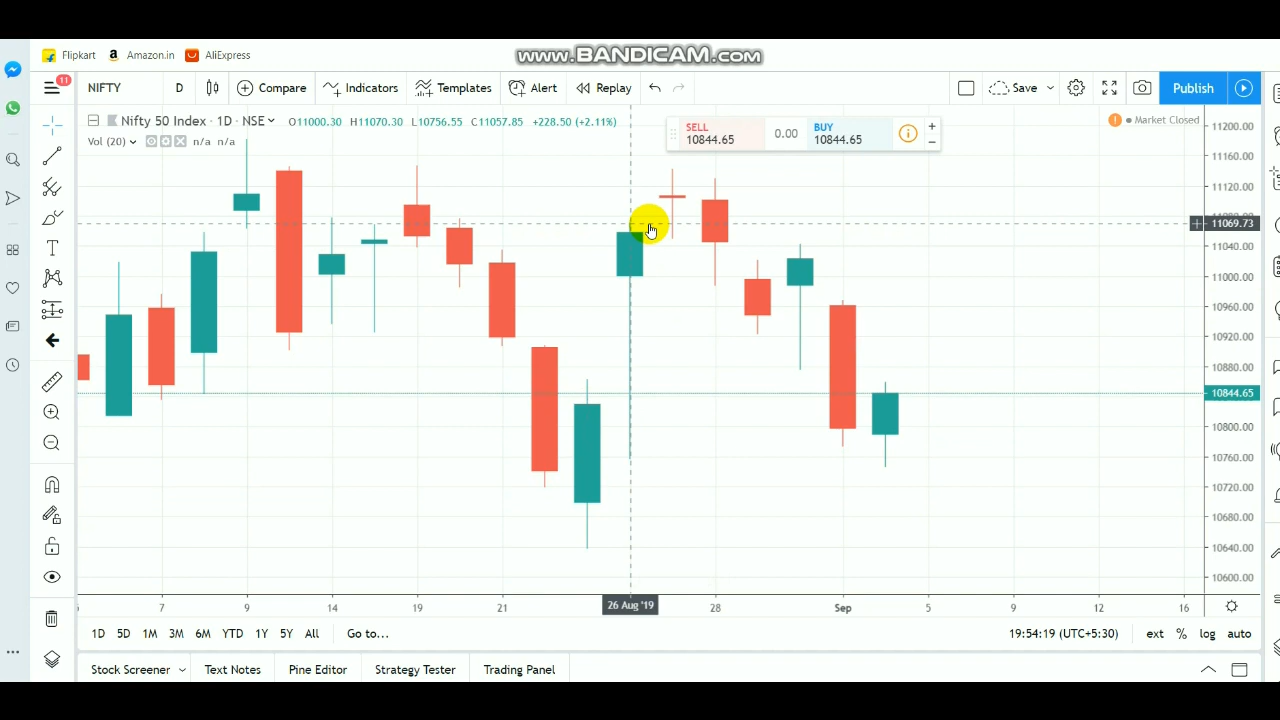 www.BANDICAM.com
Flipkart Amazon.in AliExpress
11 NIFTY D Compare Indicators Templates Alert Replay Save Publish
Nifty 50 Index · 1D · NSE O11000.30 H11070.30 L10756.55 C11057.85 +228.50 (+2.11%)
Vol (20) n/a n/a
SELL
10844.65
0.00
BUY
10844.65
Market Closed
11200.00
11160.00
11120.00
11069.73
11040.00
11000.00
10960.00
10920.00
10880.00
10844.65
10800.00
10760.00
10720.00
10680.00
10640.00
10600.00
7 9 14 19 21 26 Aug '19 28 Sep 5 9 12 16
1D 5D 1M 3M 6M YTD 1Y 5Y All Go to... 19:54:19 (UTC+5:30) ext % log auto
Stock Screener Text Notes Pine Editor Strategy Tester Trading Panel